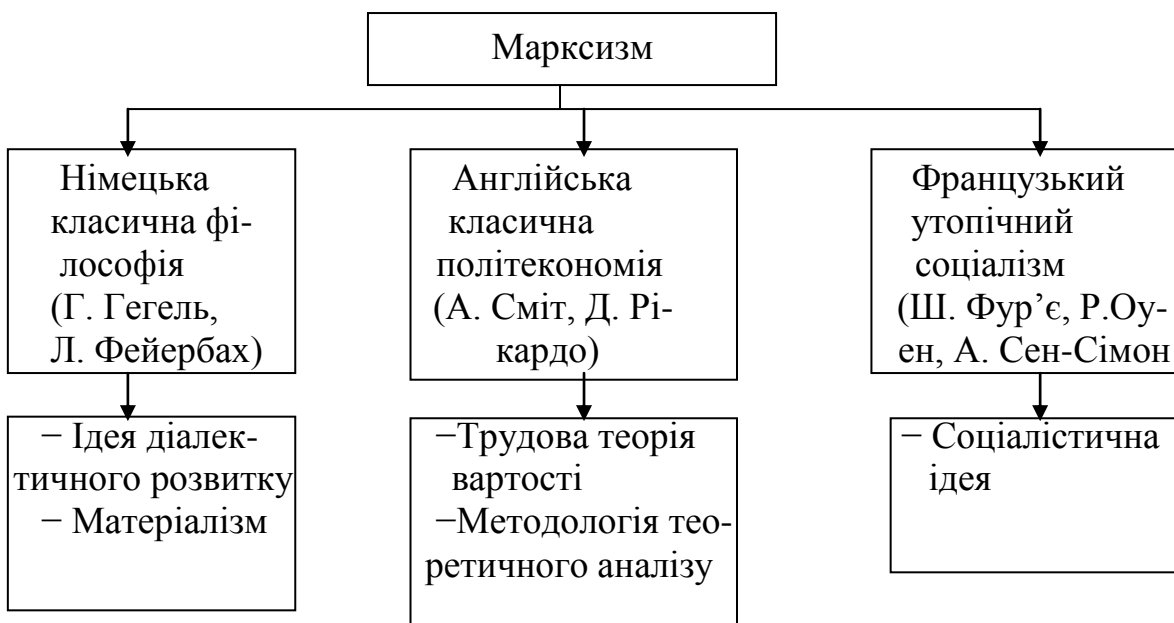 Марксизм
Німецька
класична фі-
лософія
(Г. Гегель,
Л. Фейербах)
Англійська
класична
політекономія
(А. Сміт, Д. Рі-
кардо)
Французький
утопічний
соціалізм
(Ш. Фур’є, Р.Оу-
ен, А. Сен-Сімон
− Ідея діалек-
тичного розвитку
− Матеріалізм
−Трудова теорія
вартості
−Методологія тео-
ретичного аналізу
− Соціалістична
ідея